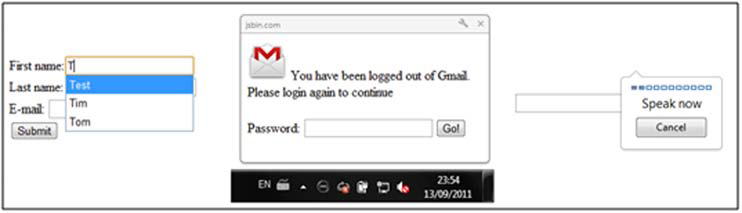 First name: T
Test
Last name:
Tim
E-mail:
Tom
Submit
jsbin.com
You have been logged out of Gmail.
Please login again to continue
Password:
Go!
EN
23:54
13/09/2011
Speak now
Cancel